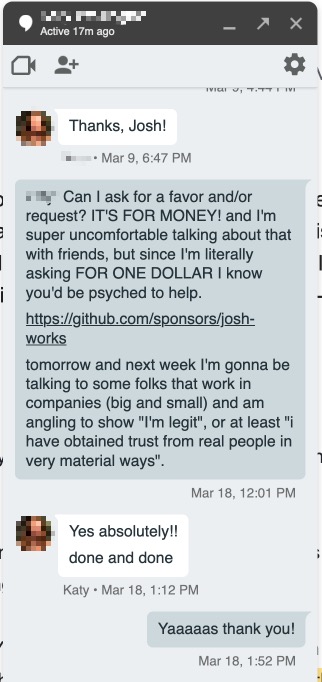 Active 17m ago
Mar 9, 4:44 PM
Thanks, Josh!
• Mar 9, 6:47 PM
Can I ask for a favor and/or
request? IT'S FOR MONEY! and I'm
super uncomfortable talking about that
with friends, but since I'm literally
asking FOR ONE DOLLAR I know
you'd be psyched to help.
https://github.com/sponsors/josh-
works
tomorrow and next week I'm gonna be
talking to some folks that work in
companies (big and small) and am
angling to show "I'm legit", or at least "i
have obtained trust from real people in
very material ways".
Mar 18, 12:01 PM
Yes absolutely!!
done and done
Katy • Mar 18, 1:12 PM
Yaaaaas thank you!
Mar 18, 1:52 PM